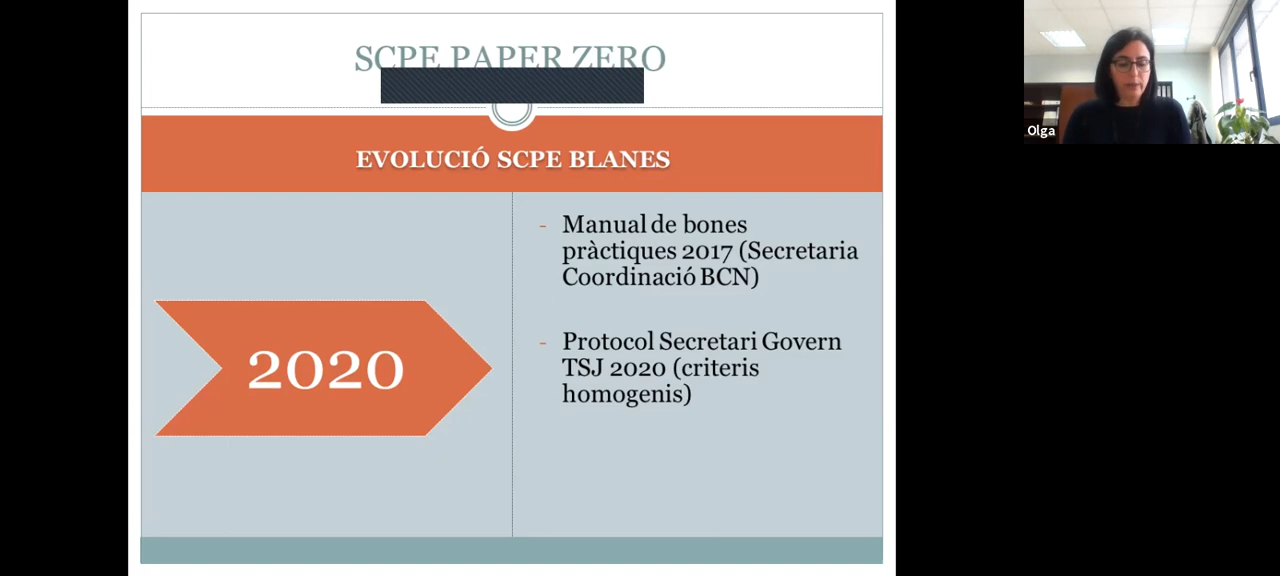 SCPE PAPER ZERO
EVOLUCIÓ SCPE BLANES
2020
- Manual de bones
pràctiques 2017 (Secretaria
Coordinació BCN)
- Protocol Secretari Govern
TSJ 2020 (criteris
homogenis)
Olga